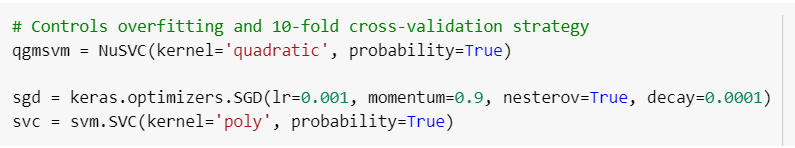 # Controls overfitting and 10-fold cross-validation strategy
qgmsvm = NuSVC(kernel='quadratic', probability=True)
sgd = keras.optimizers.SGD(lr=0.001, momentum=0.9, nesterov=True, decay=0.0001)
svc = svm.SVC(kernel='poly', probability=True)